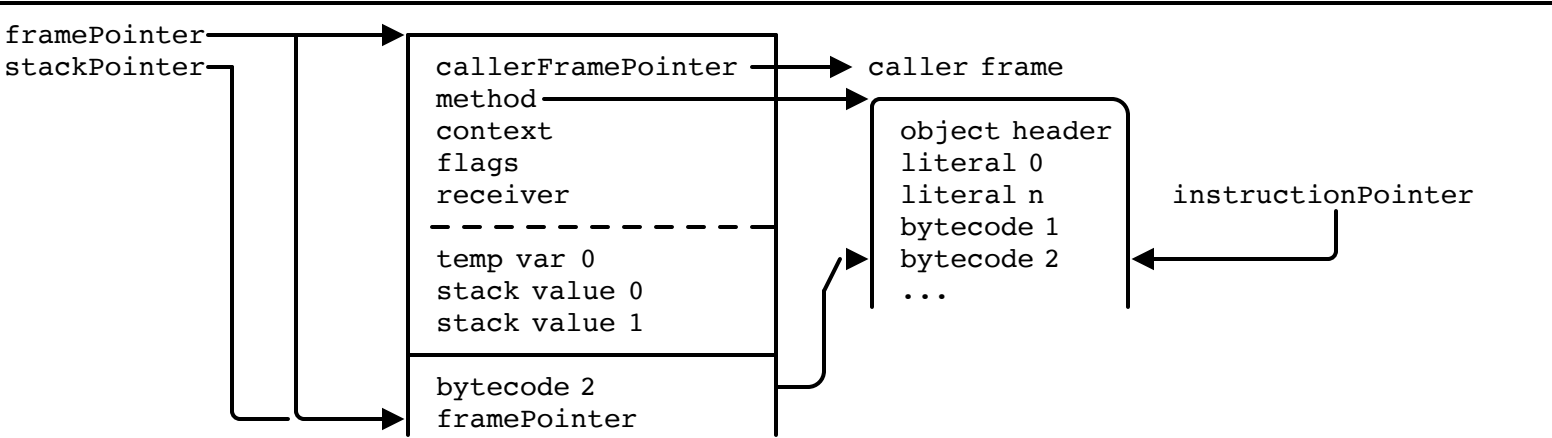 framePointer
stackPointer
callerFramePointer
caller frame
method
context
flags
receiver
temp var 0
stack value 0
stack value 1
bytecode 2
framePointer
object header
literal 0
literal n
bytecode 1
bytecode 2
...
instructionPointer